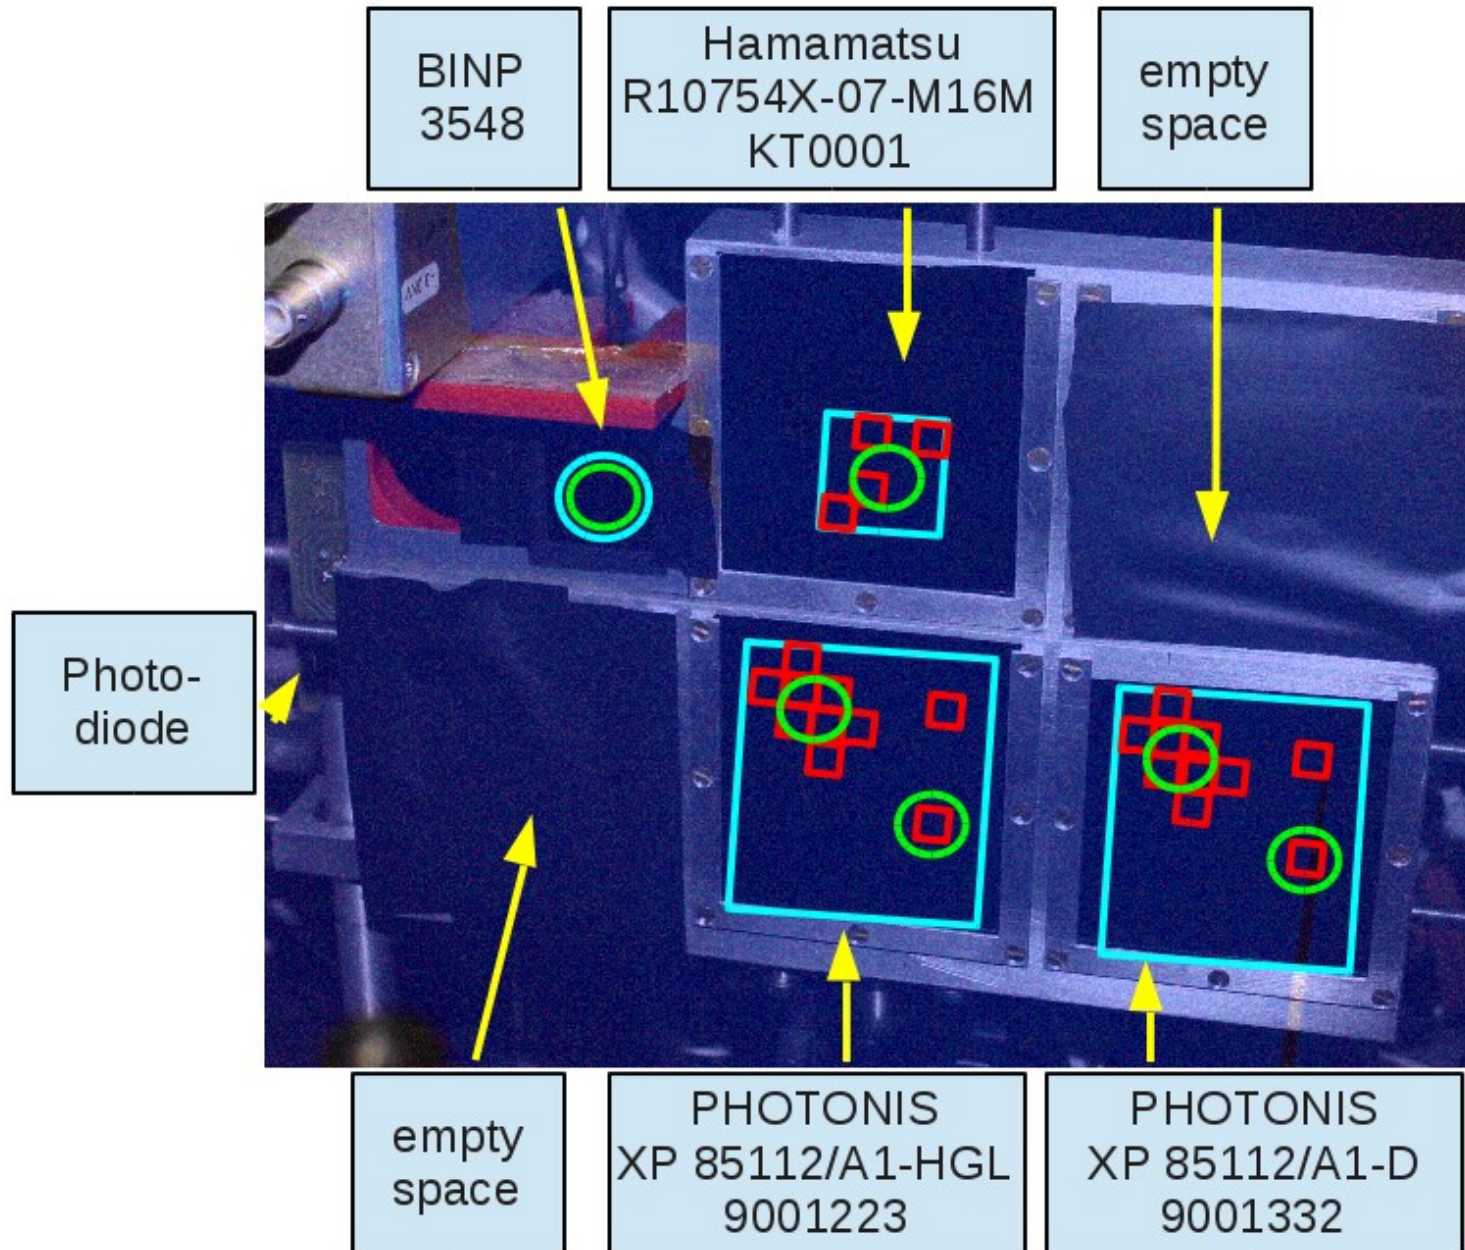 BINP
3548
Hamamatsu
R10754X-07-M16M
KT0001
empty
space
Photo-
diode
empty
space
PHOTONIS
XP 85112/A1-HGL
9001223
PHOTONIS
XP 85112/A1-D
9001332